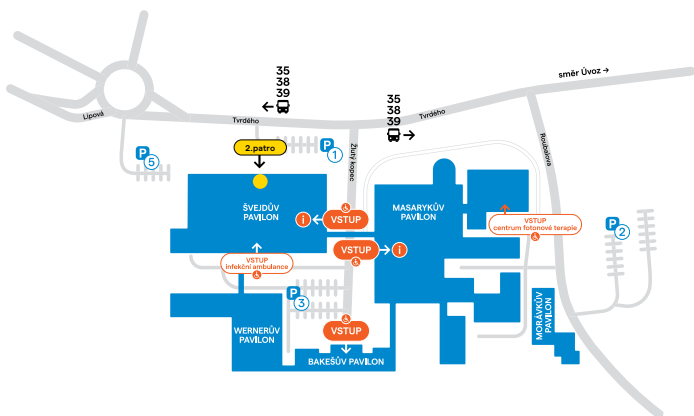 směr Úvoz →
35
38
39
←
35
38
39
→
Lipová
Tvrdého
Tvrdého
Roubalova
Žlutý kopec
2.patro
P
1
P
5
ŠVEJDŮV
PAVILON
MASARYKŮV
PAVILON
VSTUP
i
VSTUP
i
VSTUP
centrum fotonové terapie
P
2
VSTUP
infekční ambulance
P
3
WERNERŮV
PAVILON
VSTUP
BAKEŠŮV PAVILON
MORÁVKŮV
PAVILON